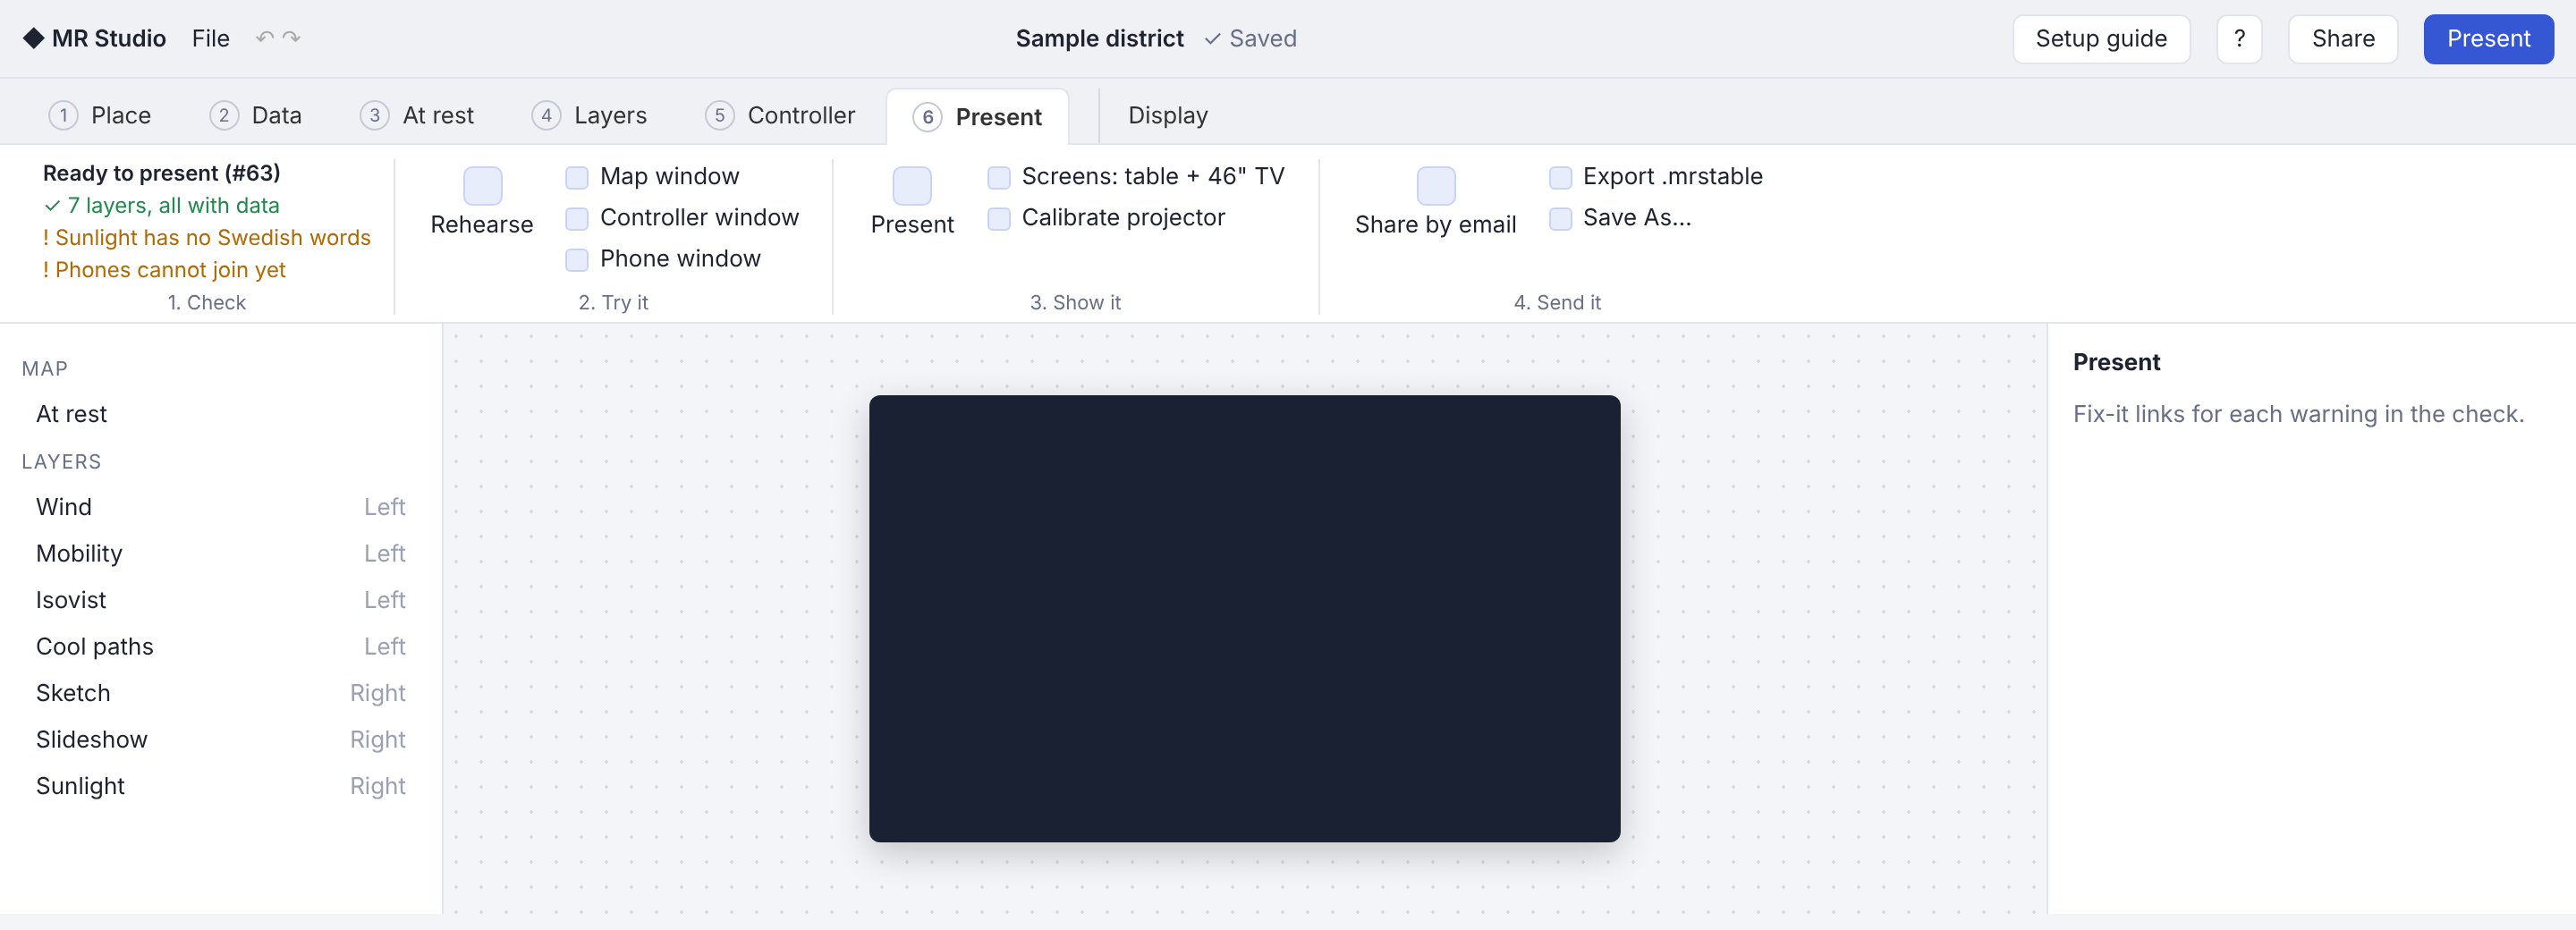 ◆ MR Studio File ↶ ↷ Sample district ✓ Saved Setup guide ? Share Present
1 Place 2 Data 3 At rest 4 Layers 5 Controller 6 Present Display
Ready to present (#63)
✓ 7 layers, all with data
! Sunlight has no Swedish words
! Phones cannot join yet
1. Check
Rehearse
Map window
Controller window
Phone window
2. Try it
Present
Screens: table + 46" TV
Calibrate projector
3. Show it
Share by email
Export .mrstable
Save As...
4. Send it
MAP
At rest
LAYERS
Wind Left
Mobility Left
Isovist Left
Cool paths Left
Sketch Right
Slideshow Right
Sunlight Right
Present
Fix-it links for each warning in the check.